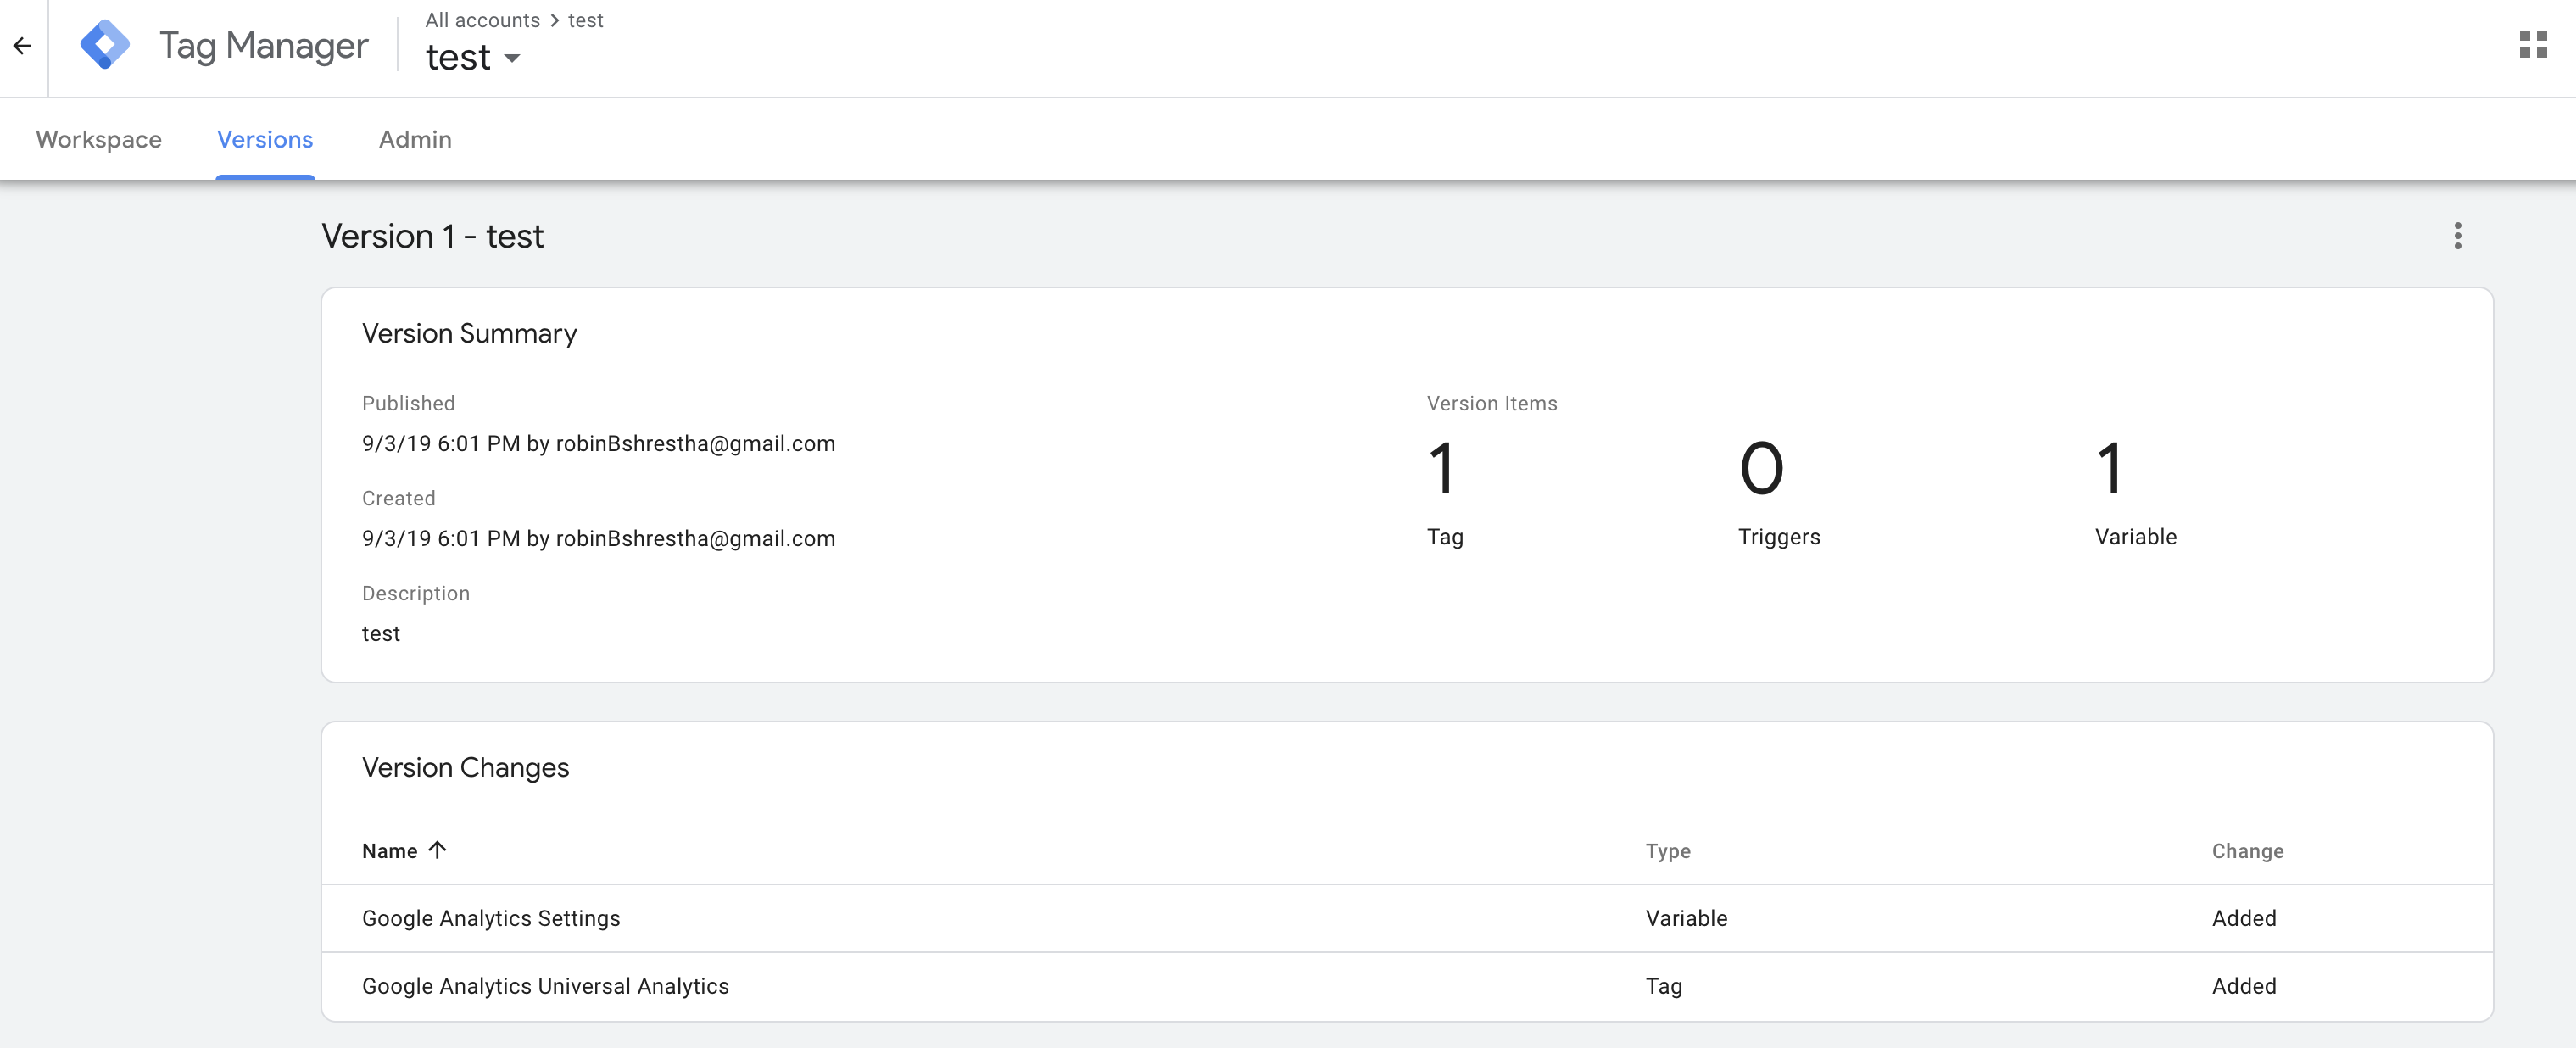 All accounts > test
Tag Manager
test
Workspace Versions Admin
Version 1 - test
Version Summary
Published
9/3/19 6:01 PM by robinBshrestha@gmail.com
Created
9/3/19 6:01 PM by robinBshrestha@gmail.com
Description
test
Version Items
1 0 1
Tag Triggers Variable
Version Changes
Name Type Change
Google Analytics Settings Variable Added
Google Analytics Universal Analytics Tag Added